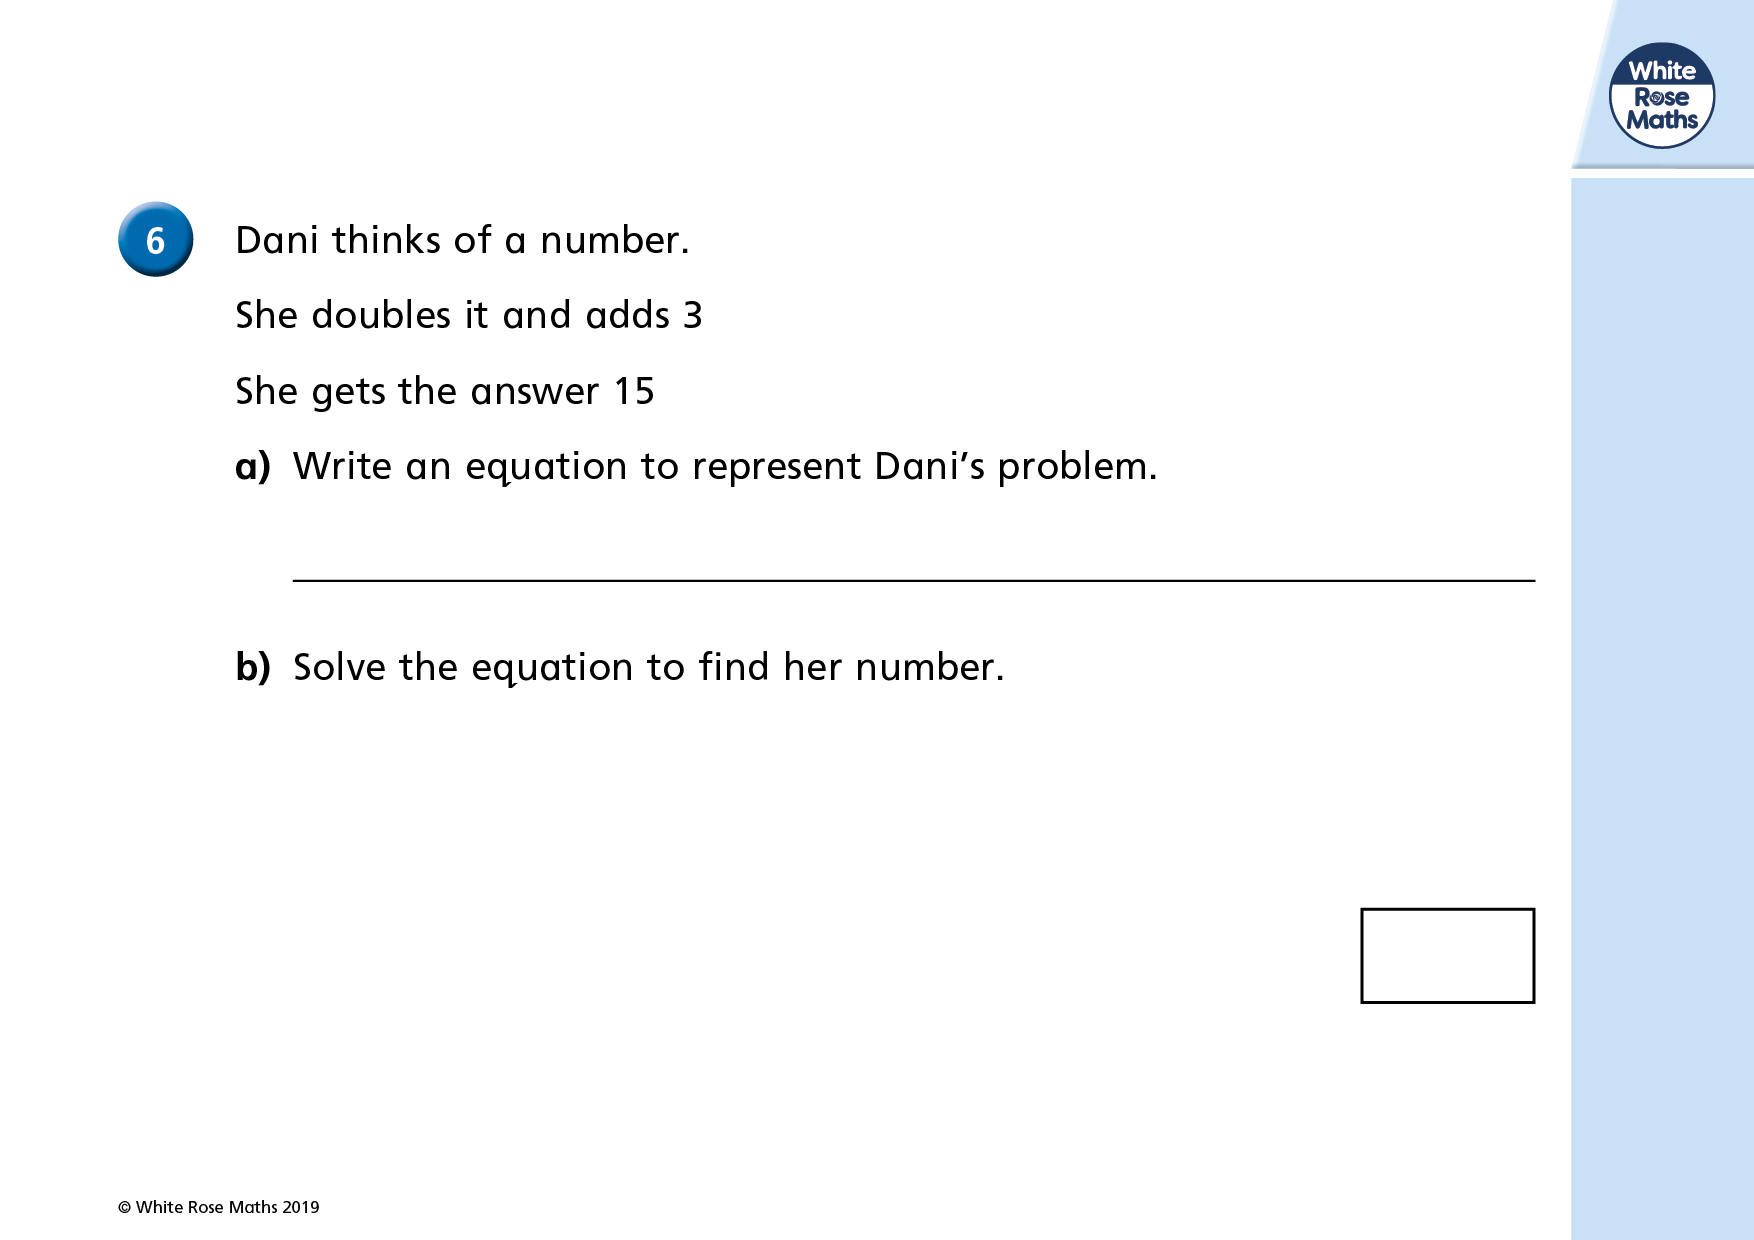 White
Rose
Maths
6 Dani thinks of a number.
She doubles it and adds 3
She gets the answer 15
a) Write an equation to represent Dani’s problem.
b) Solve the equation to find her number.
© White Rose Maths 2019